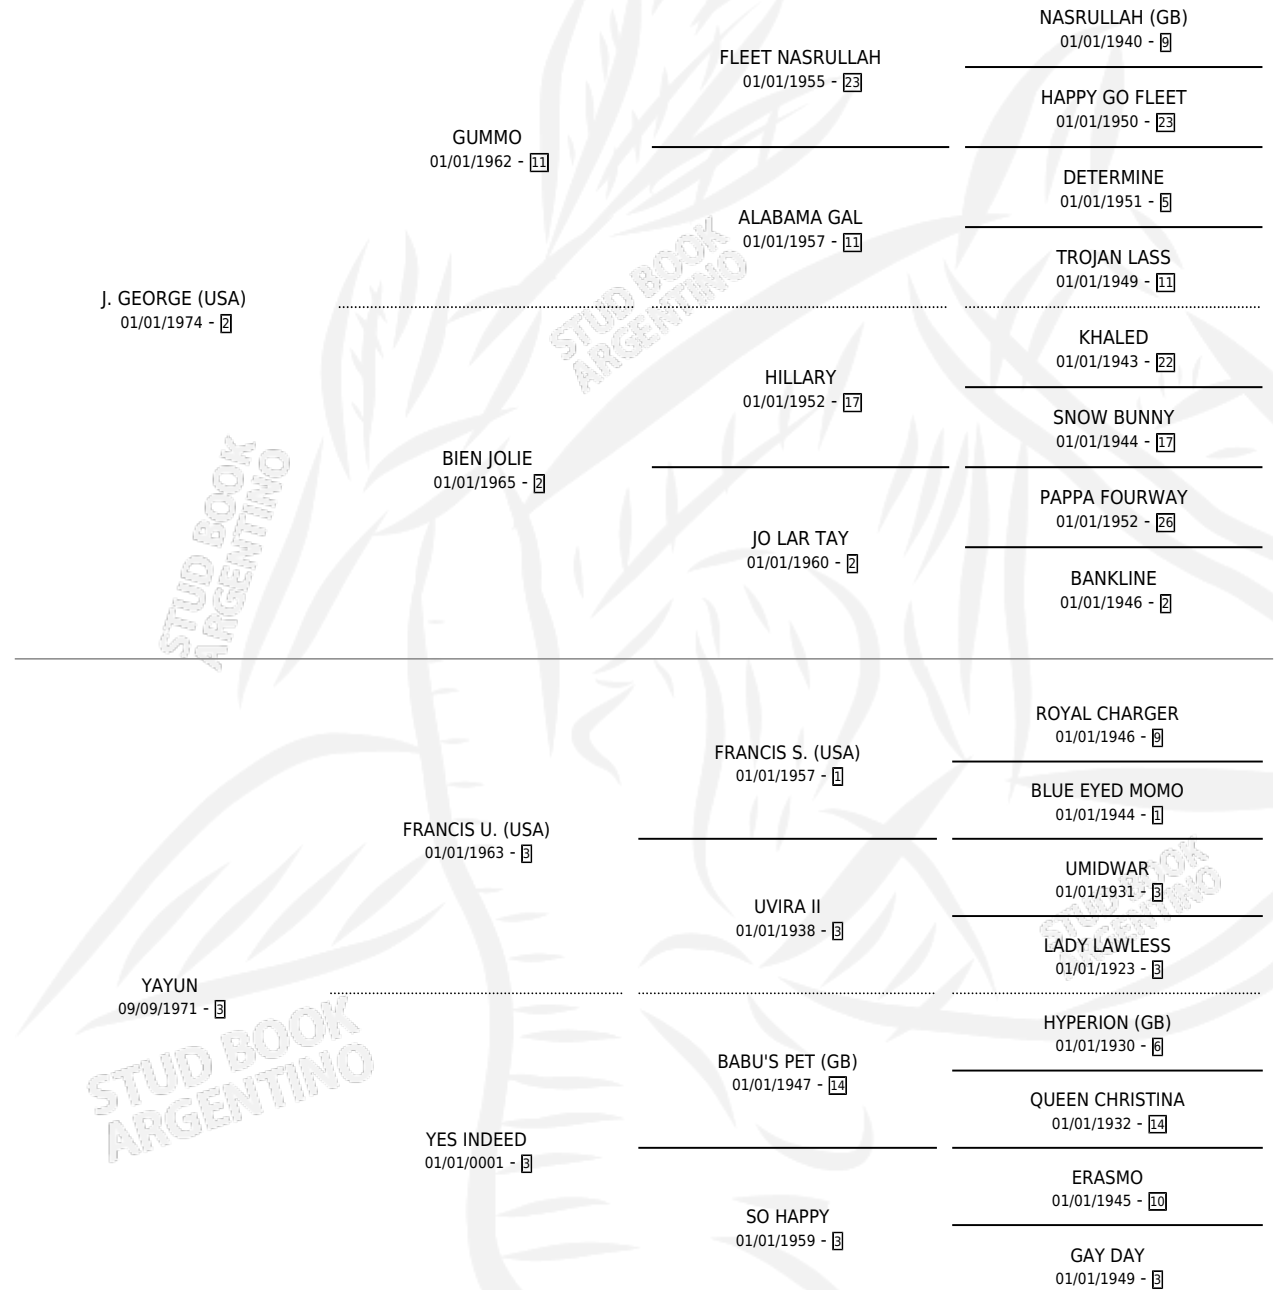 NASRULLAH (GB)
01/01/1940 - 9
FLEET NASRULLAH
01/01/1955 - 23
HAPPY GO FLEET
01/01/1950 - 23
GUMMO
01/01/1962 - 11
DETERMINE
01/01/1951 - 5
ALABAMA GAL
01/01/1957 - 11
TROJAN LASS
01/01/1949 - 11
J. GEORGE (USA)
01/01/1974 - 2
STUD BOOK
ARGENTINO
KHALED
01/01/1943 - 22
HILLARY
01/01/1952 - 17
SNOW BUNNY
01/01/1944 - 17
BIEN JOLIE
01/01/1965 - 2
PAPPA FOURWAY
01/01/1952 - 26
JO LAR TAY
01/01/1960 - 2
BANKLINE
01/01/1946 - 2
STUD BOOK
ARGENTINO
ROYAL CHARGER
01/01/1946 - 9
FRANCIS S. (USA)
01/01/1957 - 1
BLUE EYED MOMO
01/01/1944 - 1
FRANCIS U. (USA)
01/01/1963 - 3
UMIDWAR
01/01/1931 - 3
UVIRA II
01/01/1938 - 3
STUD BOOK
ARGENTINO
LADY LAWLESS
01/01/1923 - 3
YAYUN
09/09/1971 - 3
STUD BOOK
ARGENTINO
HYPERION (GB)
01/01/1930 - 6
BABU'S PET (GB)
01/01/1947 - 14
QUEEN CHRISTINA
01/01/1932 - 14
YES INDEED
01/01/0001 - 3
ERASMO
01/01/1945 - 10
SO HAPPY
01/01/1959 - 3
GAY DAY
01/01/1949 - 3